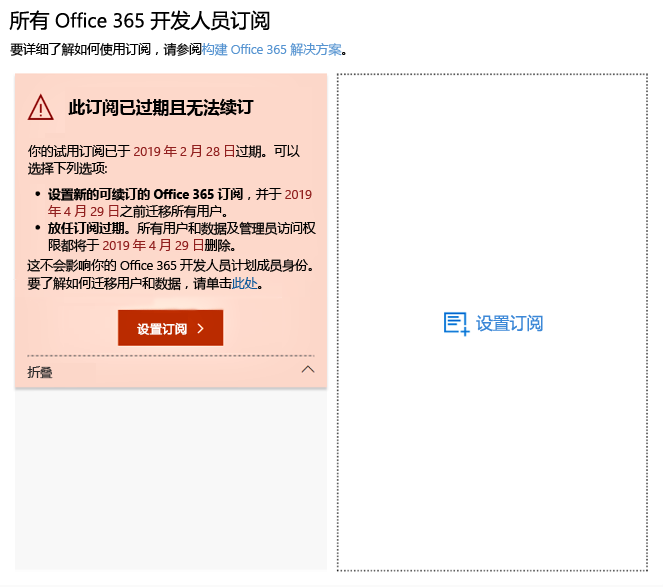 所有 Office 365 开发人员订阅
要详细了解如何使用订阅，请参阅构建 Office 365 解决方案。
此订阅已过期且无法续订
你的试用订阅已于 2019 年 2 月 28 日过期。可以
选择下列选项:
• 设置新的可续订的 Office 365 订阅，并于 2019
年 4 月 29 日之前迁移所有用户。
• 放任订阅过期。所有用户和数据及管理员访问权
限都将于 2019 年 4 月 29 日删除。
这不会影响你的 Office 365 开发人员计划成员身份。
要了解如何迁移用户和数据，请单击此处。
设置订阅
折叠
设置订阅